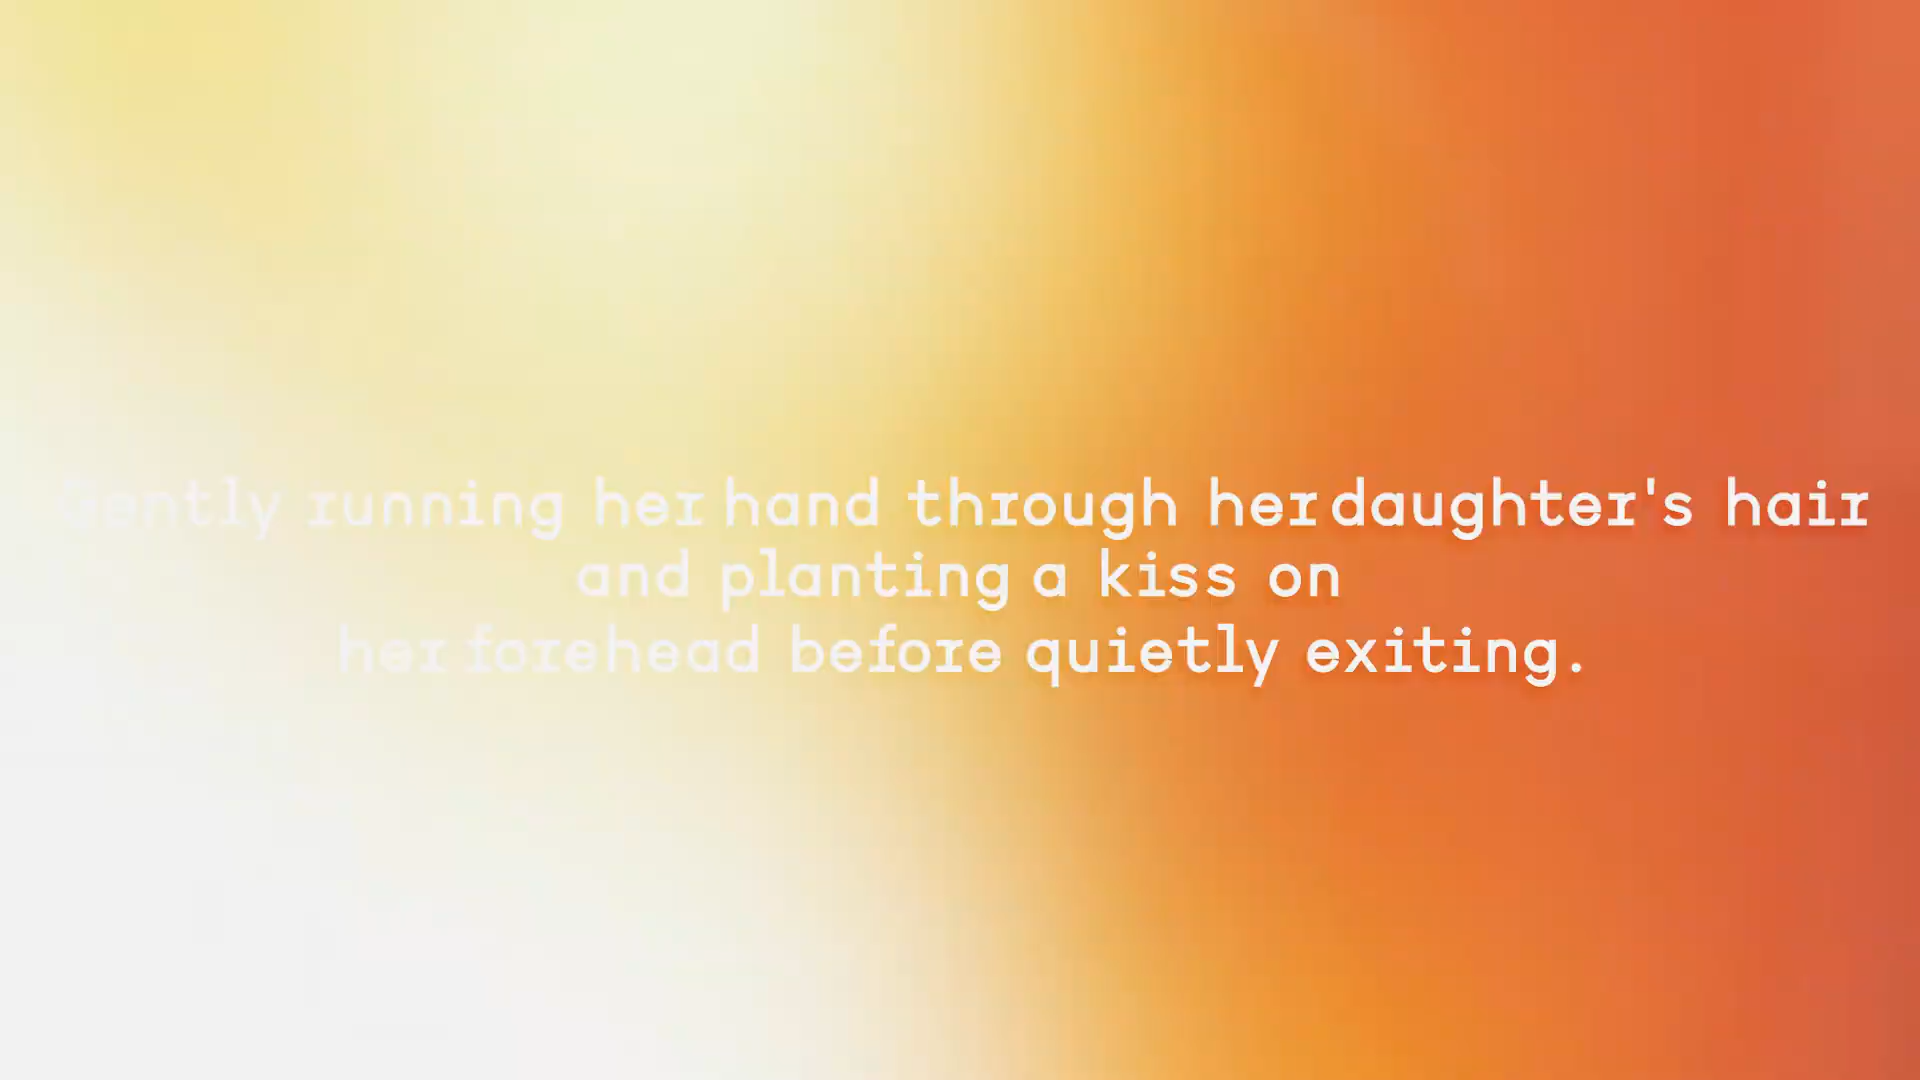 Gently running her hand through her daughter's hair
and planting a kiss on
her forehead before quietly exiting.